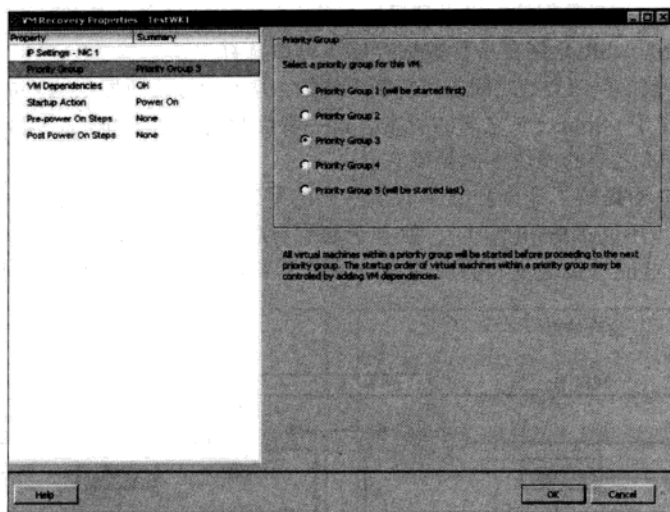 VM Recovery Properties - TestWK1
Property Summary
IP Settings - NIC 1
Priority Group Priority Group 3
VM Dependencies OK
Startup Action Power On
Pre-power On Steps None
Post Power On Steps None
Priority Group
Select a priority group for this VM:
Priority Group 1 (will be started first)
Priority Group 2
Priority Group 3
Priority Group 4
Priority Group 5 (will be started last)
All virtual machines within a priority group will be started before proceeding to the next
priority group. The startup order of virtual machines within a priority group may be
controled by adding VM dependencies.
Help OK Cancel